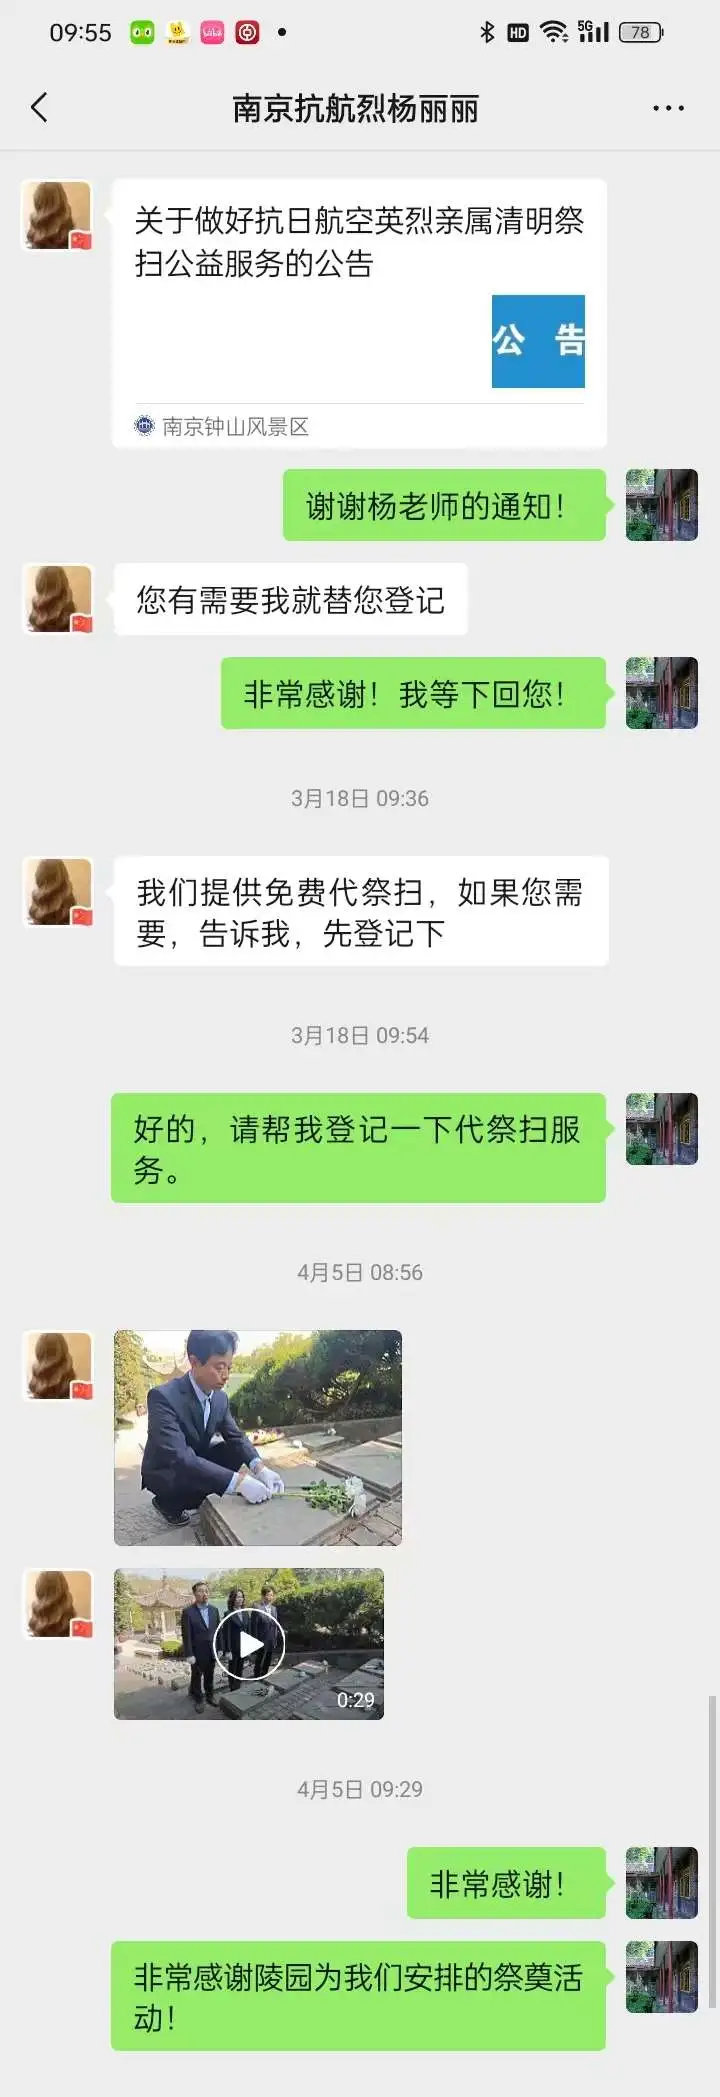 09:55
HD
5G
78
南京抗航烈杨丽丽
关于做好抗日航空英烈亲属清明祭
扫公益服务的公告
公 告
南京钟山风景区
谢谢杨老师的通知！
您有需要我就替您登记
非常感谢！我等下回您！
3月18日 09:36
我们提供免费代祭扫，如果您需
要，告诉我，先登记下
3月18日 09:54
好的，请帮我登记一下代祭扫服
务。
4月5日 08:56
0:29
4月5日 09:29
非常感谢！
非常感谢陵园为我们安排的祭奠活
动！